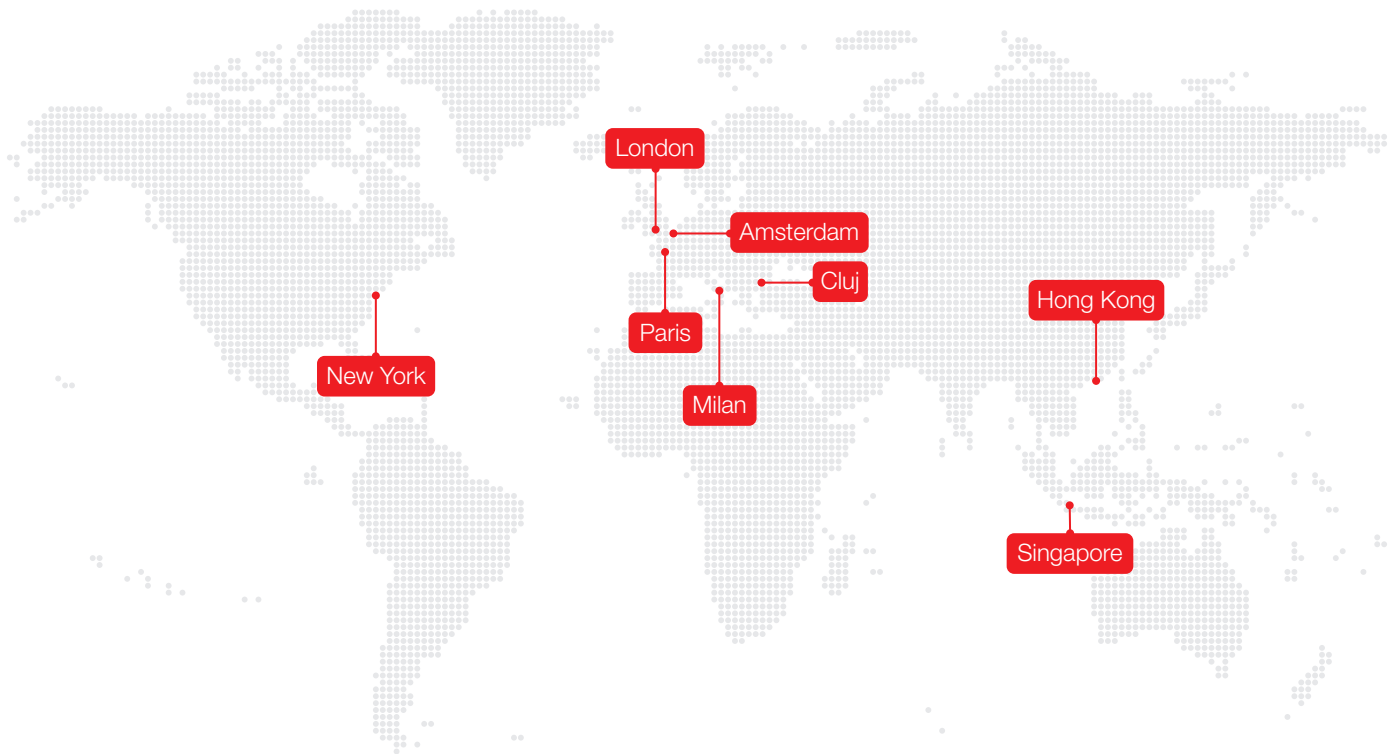 London
Amsterdam
Cluj
Hong Kong
Paris
New York
Milan
Singapore